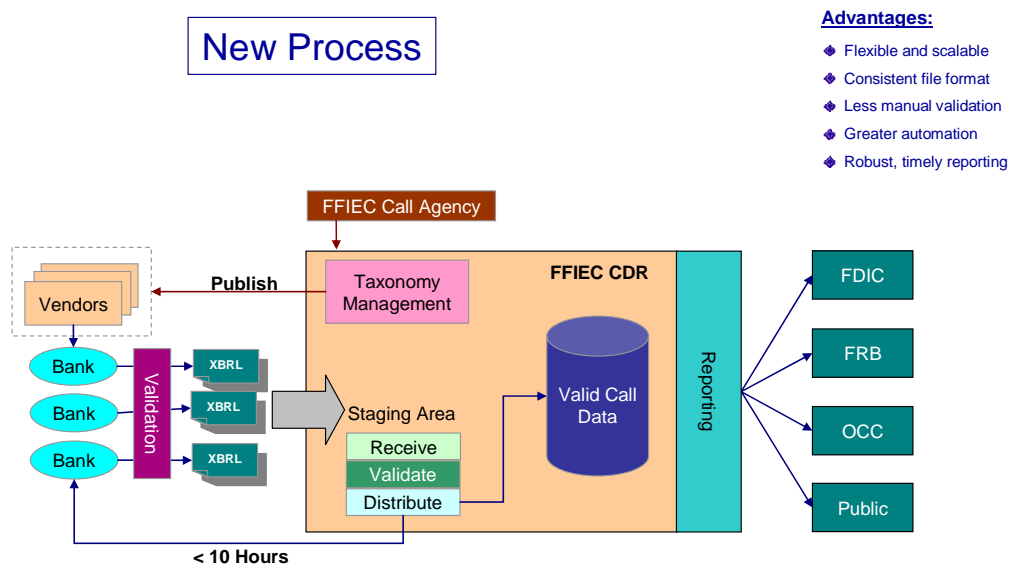 New Process
Advantages:
Flexible and scalable
Consistent file format
Less manual validation
Greater automation
Robust, timely reporting
FFIEC Call Agency
Vendors
Publish
Taxonomy
Management
FFIEC CDR
Bank
Bank
Bank
Validation
XBRL
XBRL
XBRL
Staging Area
Receive
Validate
Distribute
Valid Call
Data
Reporting
FDIC
FRB
OCC
Public
< 10 Hours